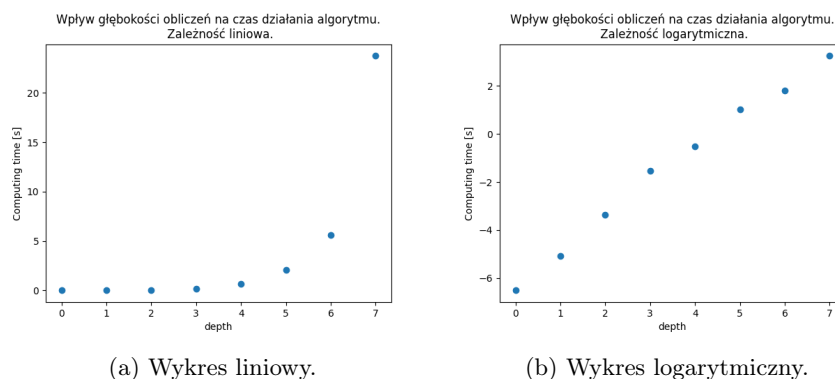 Wpływ głębokości obliczeń na czas działania algorytmu.
Zależność liniowa.
Computing time [s]
20
15
10
5
0
0 1 2 3 4 5 6 7
depth
(a) Wykres liniowy.
Wpływ głębokości obliczeń na czas działania algorytmu.
Zależność logarytmiczna.
Computing time [s]
2
0
−2
−4
−6
0 1 2 3 4 5 6 7
depth
(b) Wykres logarytmiczny.